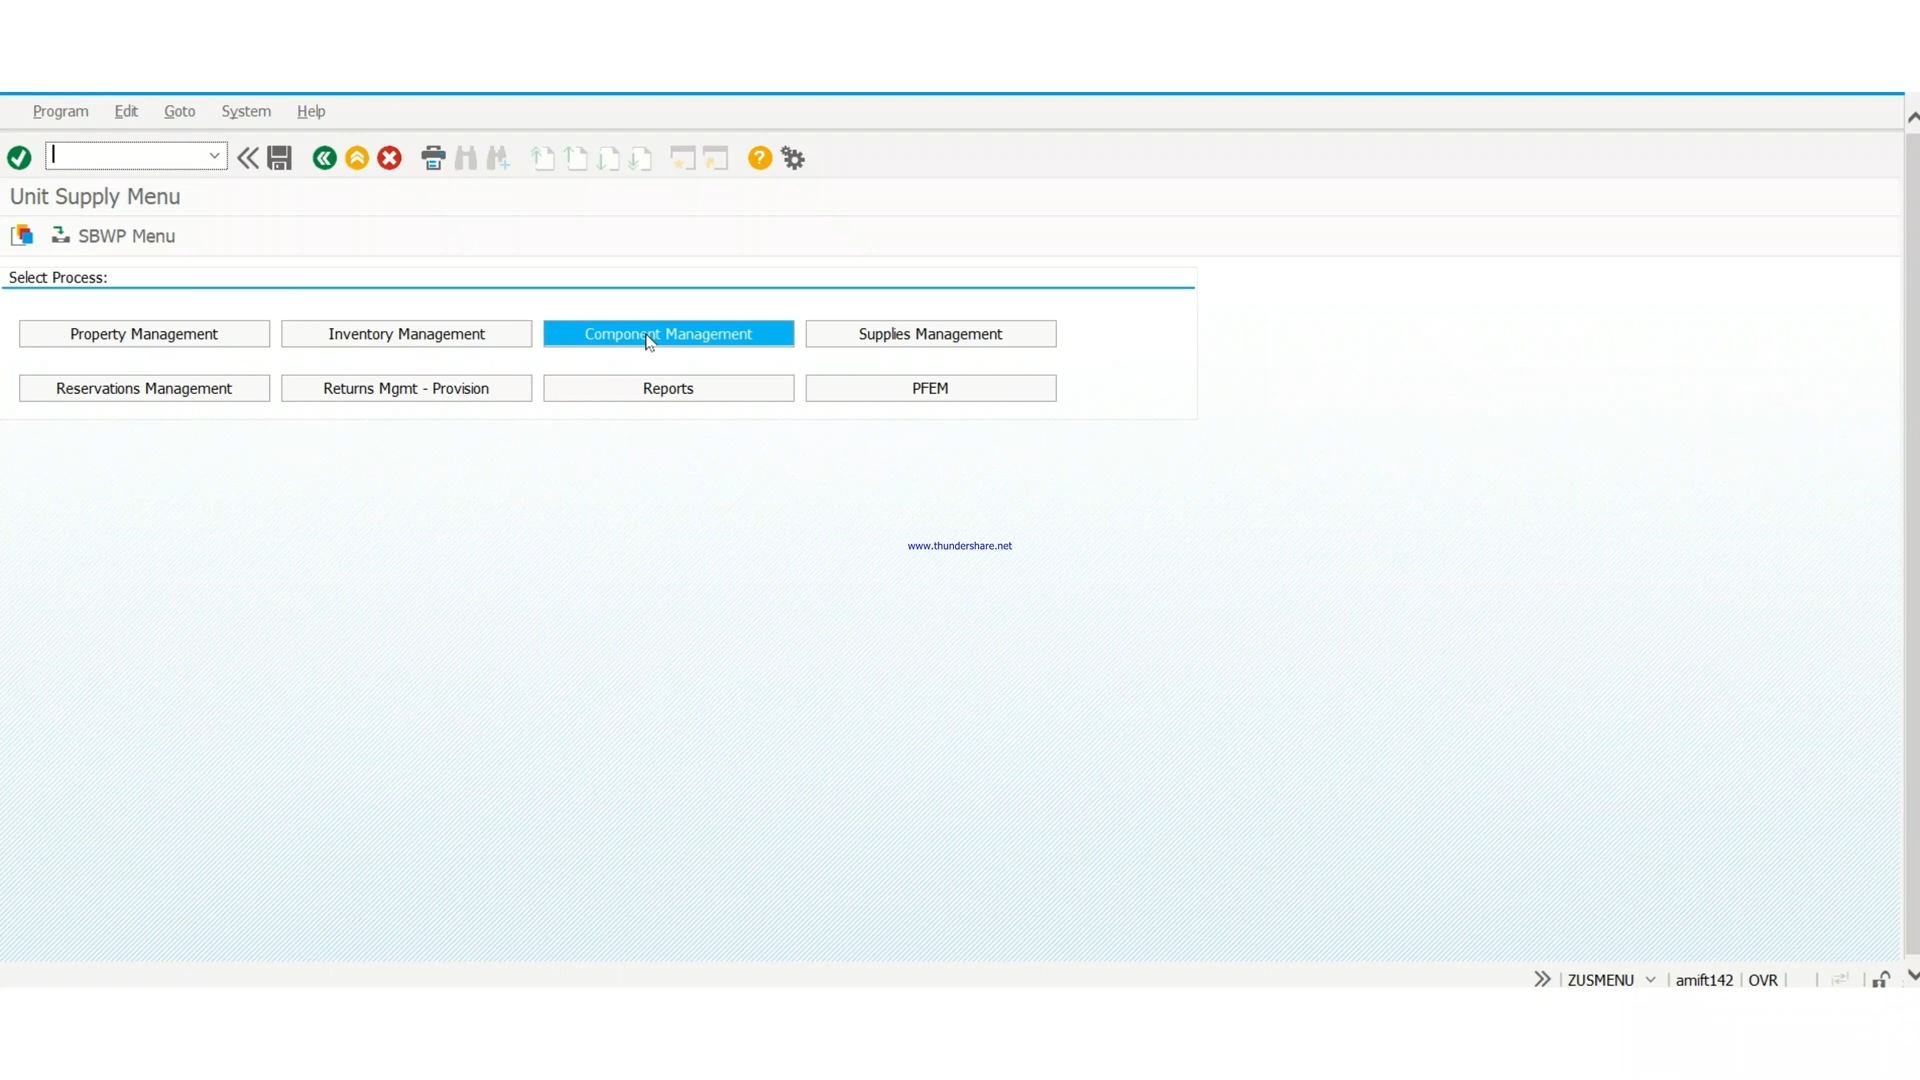 Program Edit Goto System Help
Unit Supply Menu
SBWP Menu
Select Process:
Property Management Inventory Management Component Management Supplies Management
Reservations Management Returns Mgmt - Provision Reports PFEM
www.thundershare.net
ZUSMENU amift142 OVR